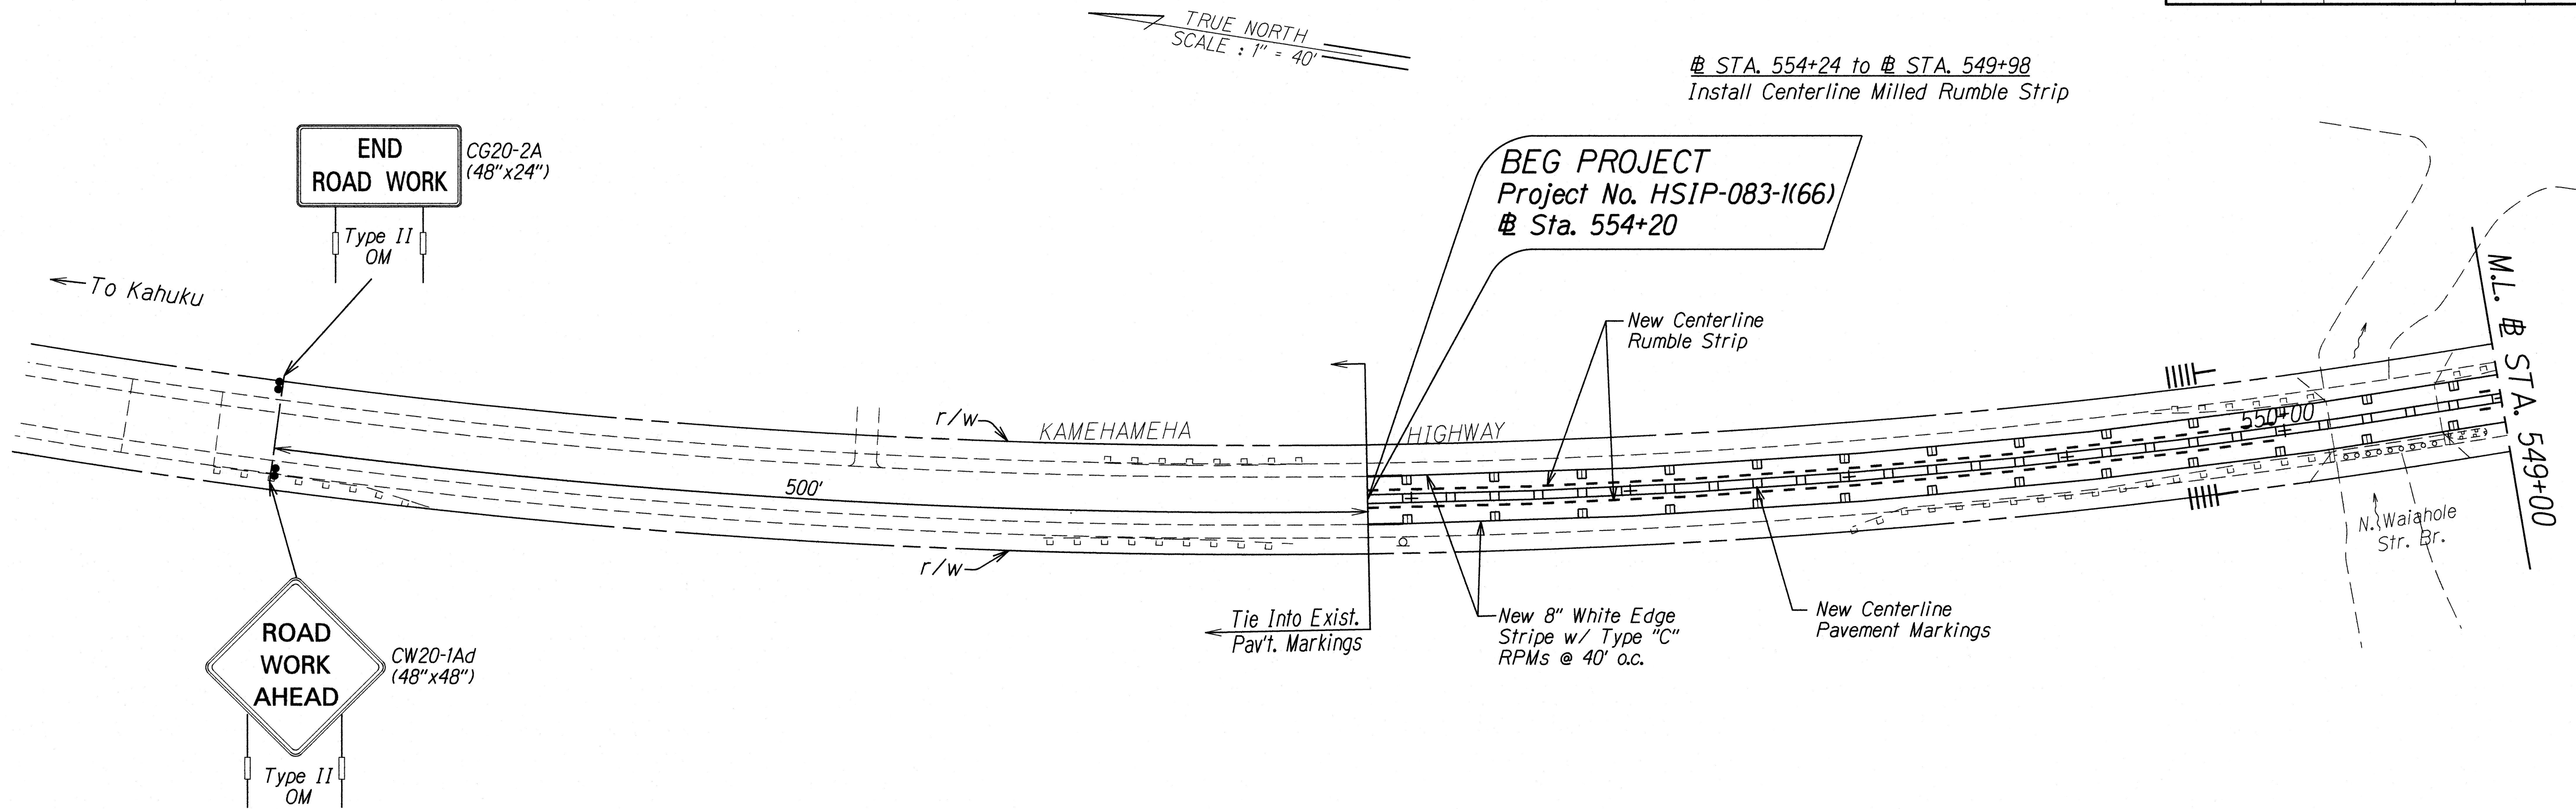 TRUE NORTH
SCALE : 1" = 40'
℄ STA. 554+24 to ℄ STA. 549+98
Install Centerline Milled Rumble Strip
END
ROAD WORK
CG20-2A
(48"x24")
Type II
OM
BEG PROJECT
Project No. HSIP-083-1(66)
℄ Sta. 554+20
To Kahuku
New Centerline
Rumble Strip
M.L. ℄ STA. 549+00
r/w
KAMEHAMEHA HIGHWAY
550+00
500'
r/w
N. Waiahole
Str. Br.
Tie Into Exist.
Pav't. Markings
New 8" White Edge
Stripe w/ Type "C"
RPMs @ 40' o.c.
New Centerline
Pavement Markings
ROAD
WORK
AHEAD
CW20-1Ad
(48"x48")
Type II
OM